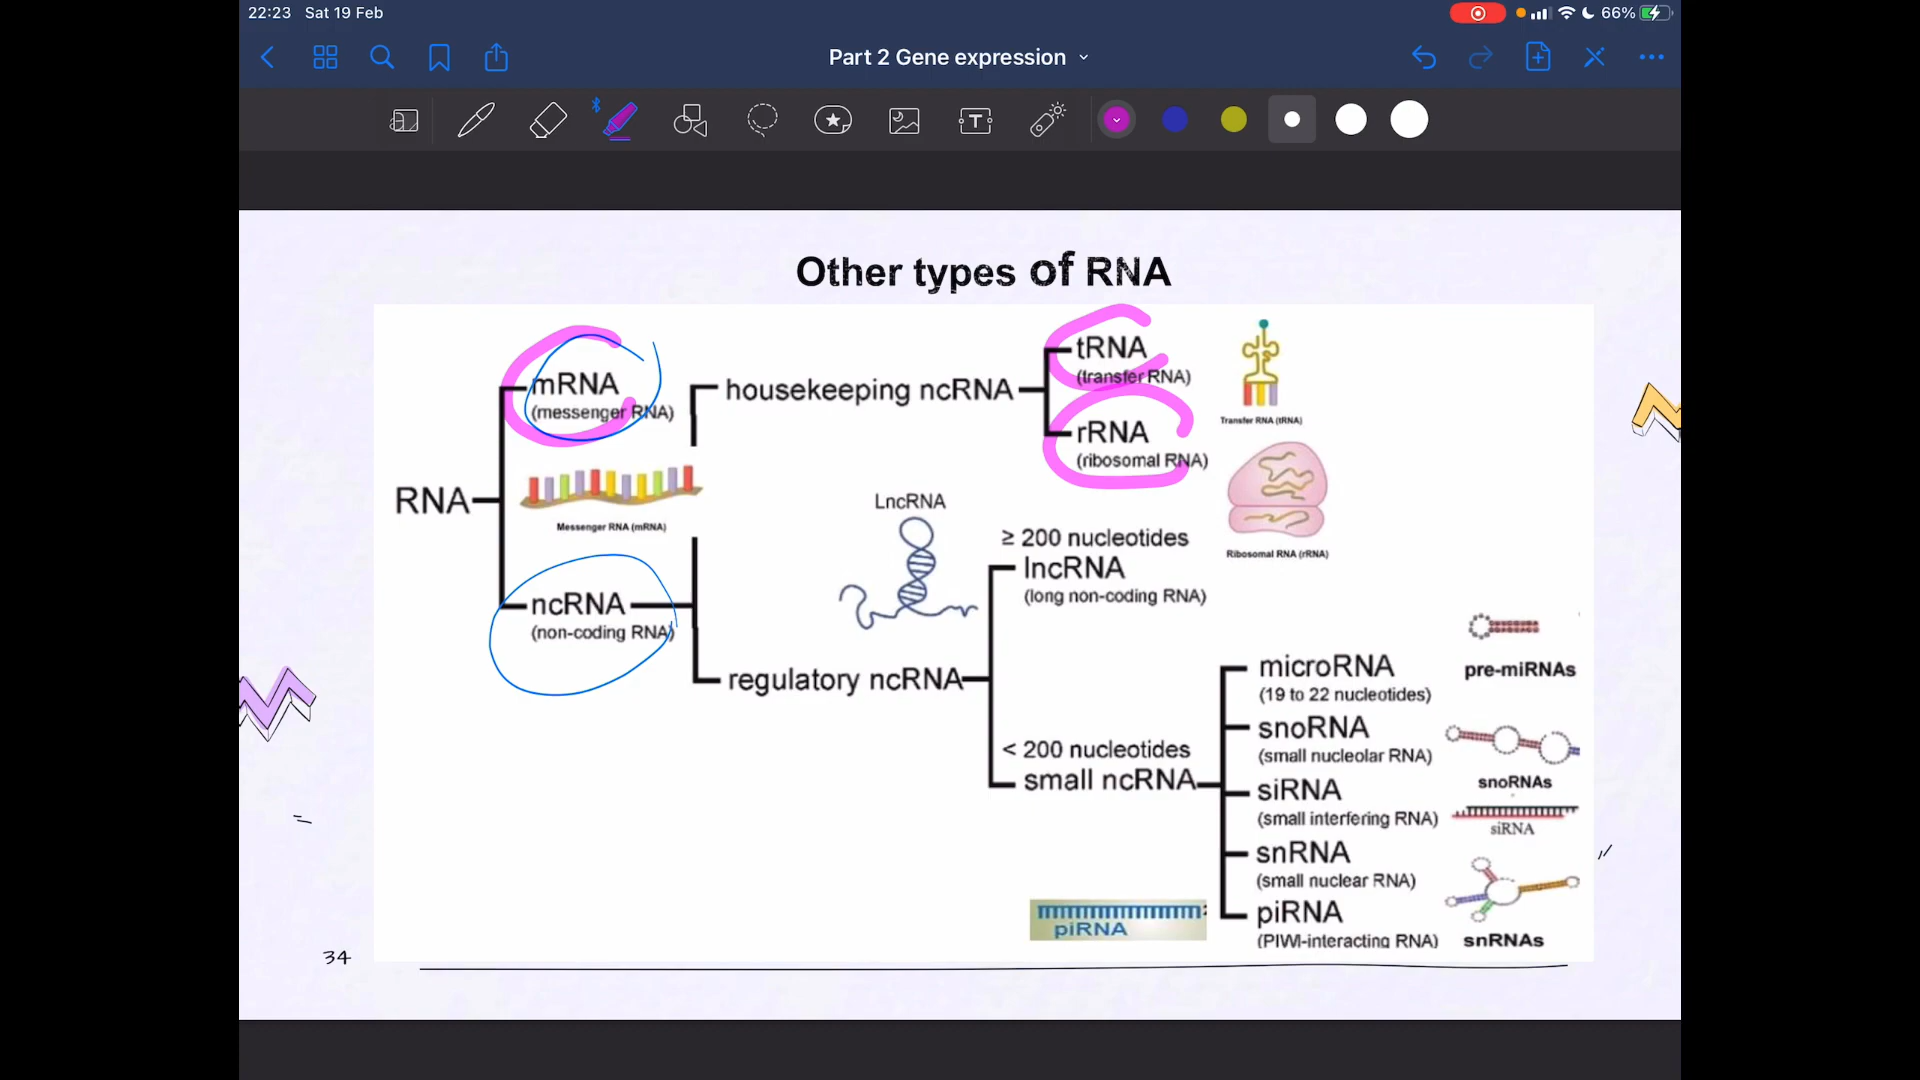 22:23 Sat 19 Feb
66%
Part 2 Gene expression
Other types of RNA
RNA
mRNA
(messenger RNA)
Messenger RNA (mRNA)
ncRNA
(non-coding RNA)
housekeeping ncRNA
tRNA
(transfer RNA)
Transfer RNA (tRNA)
rRNA
(ribosomal RNA)
Ribosomal RNA (rRNA)
LncRNA
regulatory ncRNA
≥ 200 nucleotides
lncRNA
(long non-coding RNA)
< 200 nucleotides
small ncRNA
microRNA
(19 to 22 nucleotides)
pre-miRNAs
snoRNA
(small nucleolar RNA)
snoRNAs
siRNA
(small interfering RNA)
siRNA
snRNA
(small nuclear RNA)
snRNAs
piRNA
(PIWI-interacting RNA)
piRNA
34